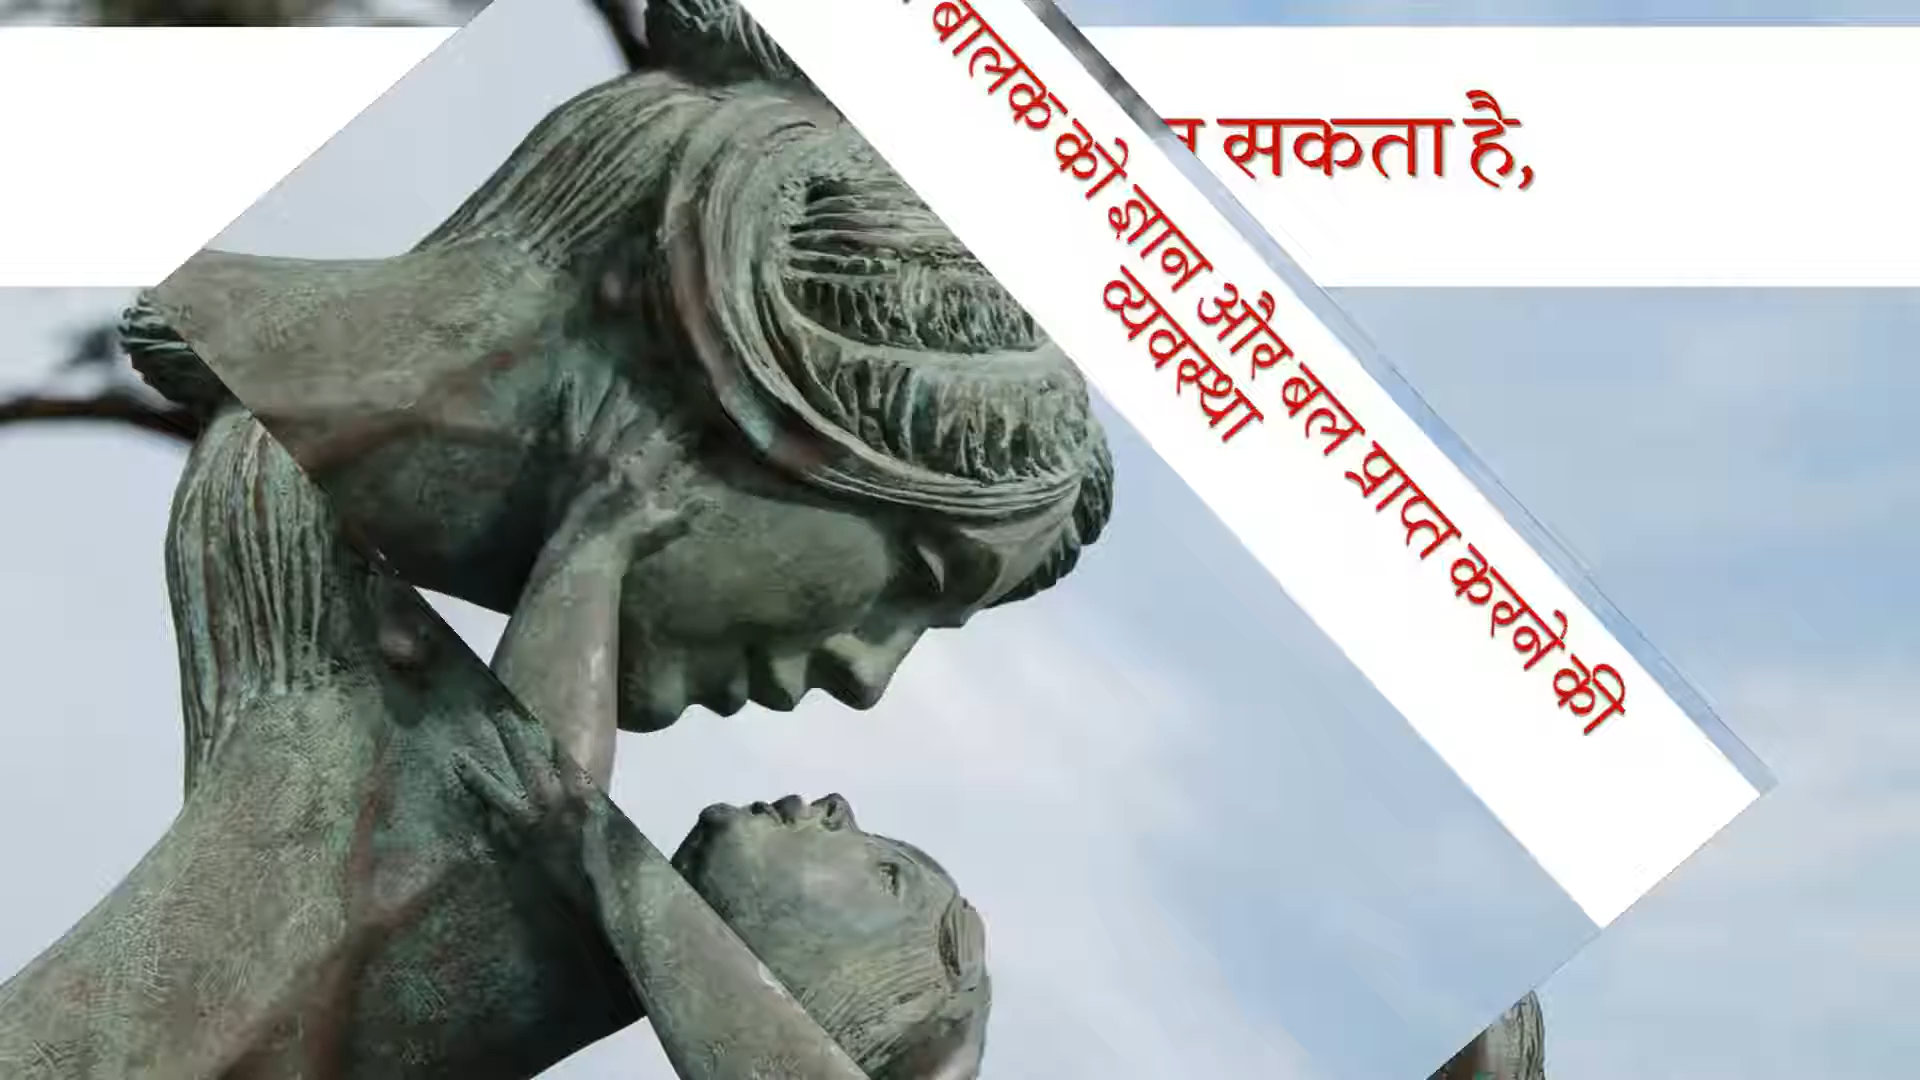 सकता है,
बालक को ज्ञान और बल प्राप्त करने की
व्यवस्था